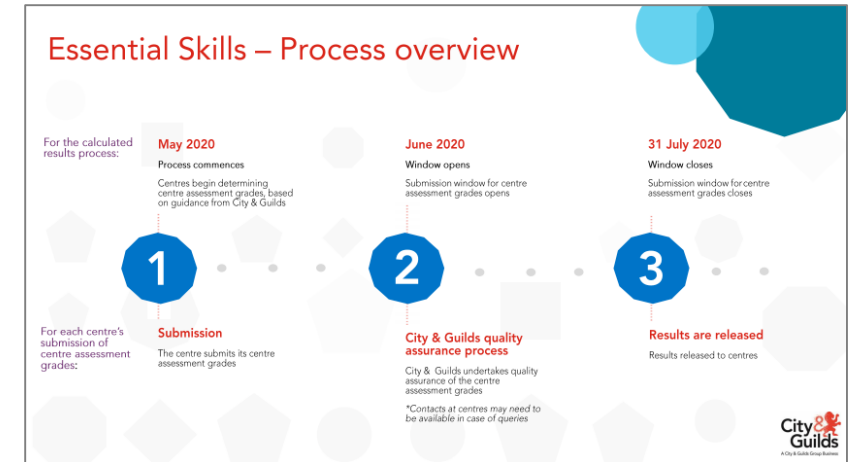 Essential Skills – Process overview
For the calculated
results process:
May 2020
Process commences
Centres begin determining
centre assessment grades, based
on guidance from City & Guilds
June 2020
Window opens
Submission window for centre
assessment grades opens
31 July 2020
Window closes
Submission window for centre
assessment grades closes
1
2
3
For each centre's
submission of
centre assessment
grades:
Submission
The centre submits its centre
assessment grades
City & Guilds quality
assurance process
City & Guilds undertakes quality
assurance of the centre
assessment grades
*Contacts at centres may need to
be available in case of queries
Results are released
Results released to centres
City &
Guilds
A City & Guilds Group Business